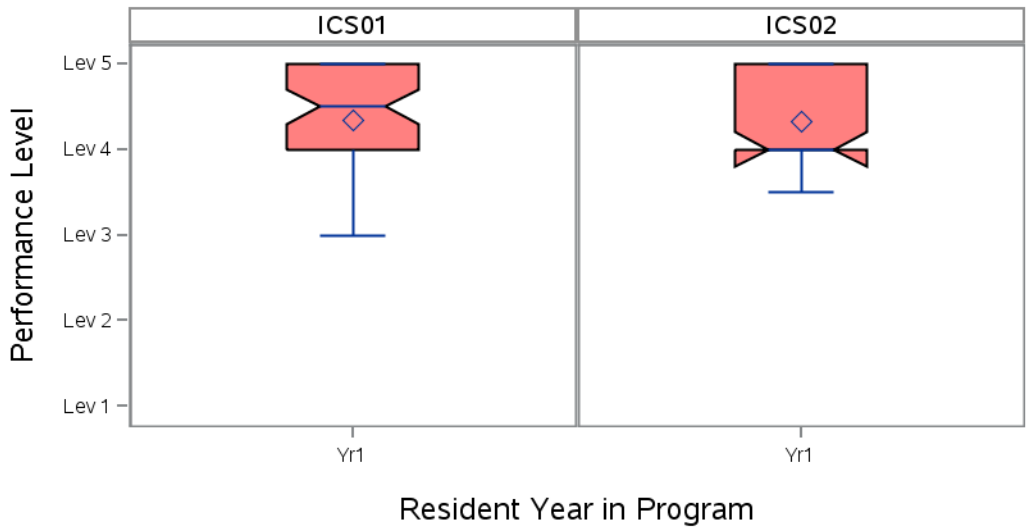 ICS01
ICS02
Performance Level
Lev 5
Lev 4
Lev 3
Lev 2
Lev 1
Yr1
Yr1
Resident Year in Program